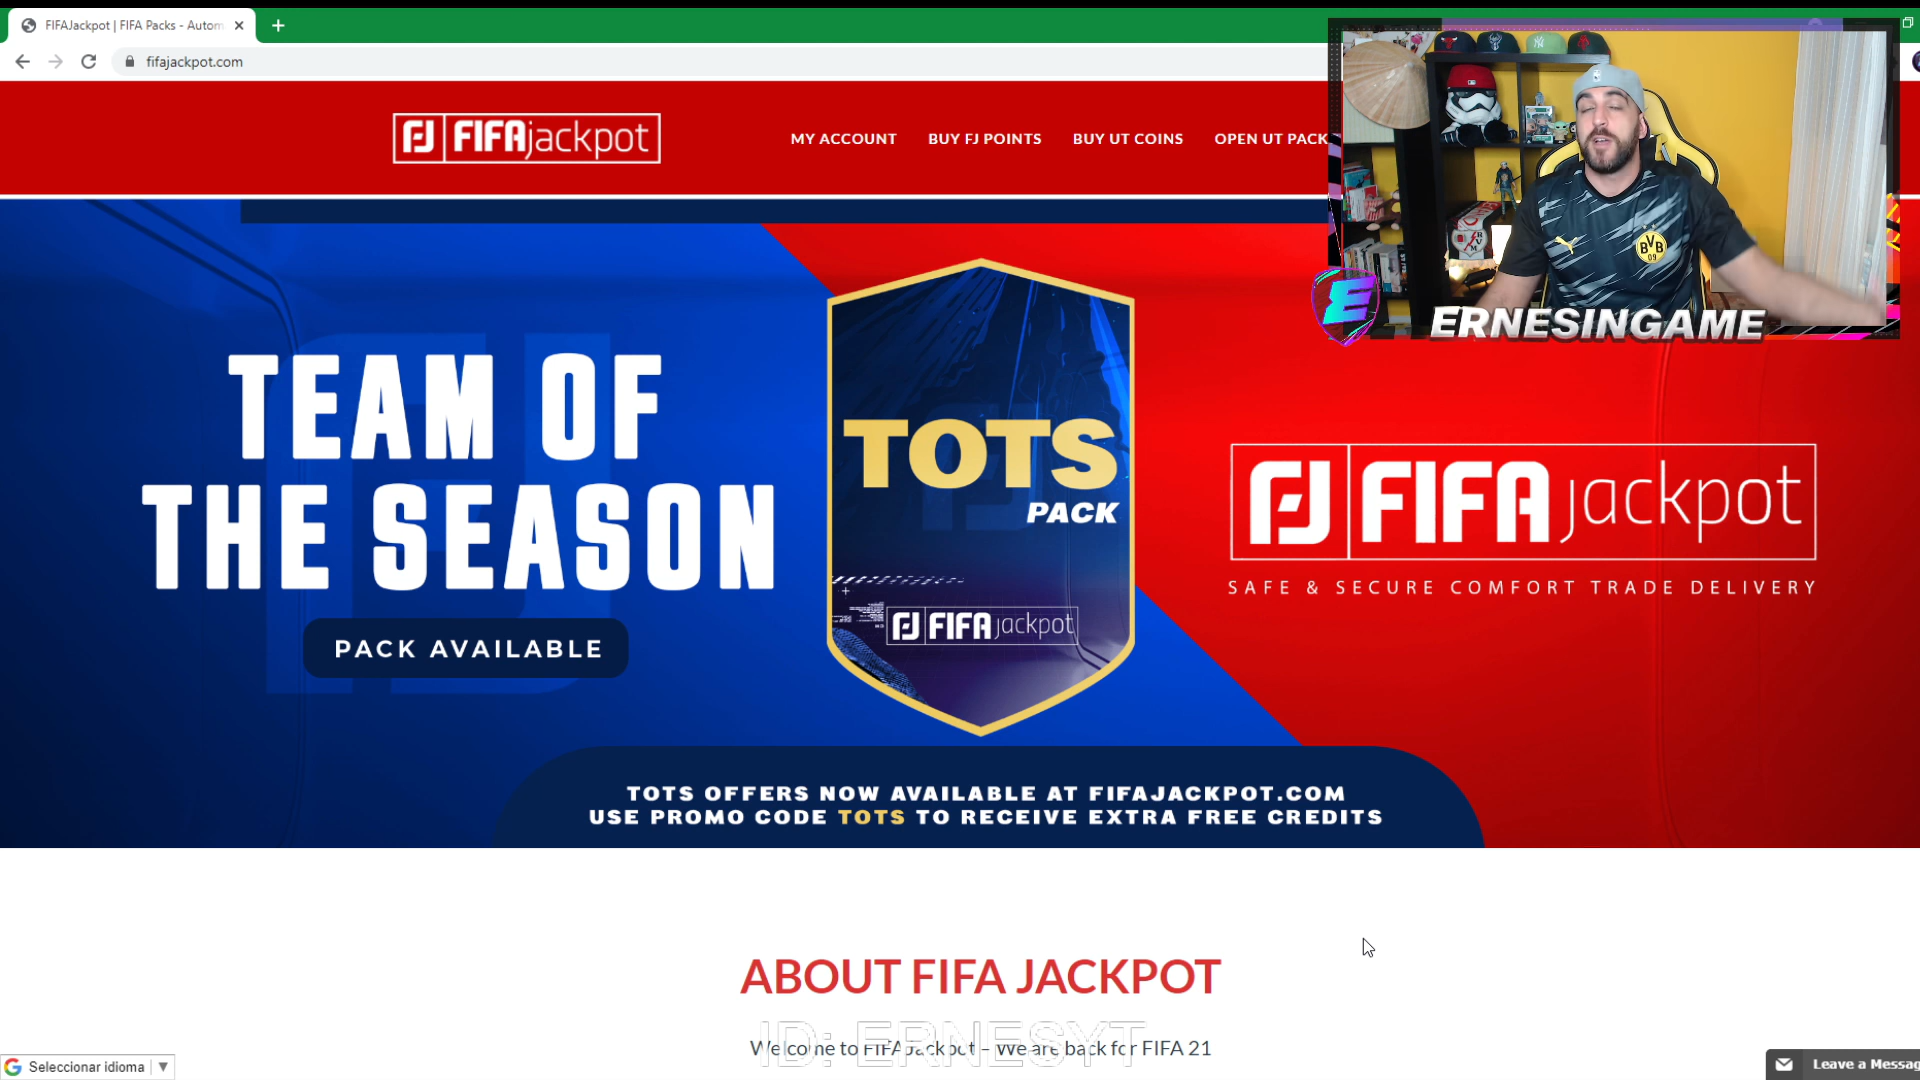 FIFAJackpot | FIFA Packs - Autom
fifajackpot.com
FJ FIFAjackpot
MY ACCOUNT
BUY FJ POINTS
BUY UT COINS
OPEN UT PACK
BVB
09
E
ERNESINGAME
TEAM OF
THE SEASON
PACK AVAILABLE
TOTS
PACK
FJ FIFAjackpot
FJ FIFAjackpot
SAFE & SECURE COMFORT TRADE DELIVERY
TOTS OFFERS NOW AVAILABLE AT FIFAJACKPOT.COM
USE PROMO CODE TOTS TO RECEIVE EXTRA FREE CREDITS
ABOUT FIFA JACKPOT
ID: ERNESYT
Welcome to FIFAJackpot – We are back for FIFA 21
Seleccionar idioma
Leave a Messag